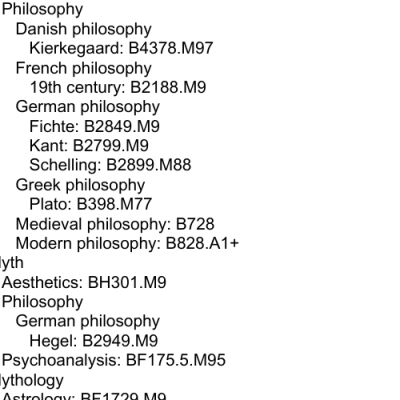 Philosophy
Danish philosophy
Kierkegaard: B4378.M97
French philosophy
19th century: B2188.M9
German philosophy
Fichte: B2849.M9
Kant: B2799.M9
Schelling: B2899.M88
Greek philosophy
Plato: B398.M77
Medieval philosophy: B728
Modern philosophy: B828.A1+
yth
Aesthetics: BH301.M9
Philosophy
German philosophy
Hegel: B2949.M9
Psychoanalysis: BF175.5.M95
ythology
Astrology: BF1729.M9